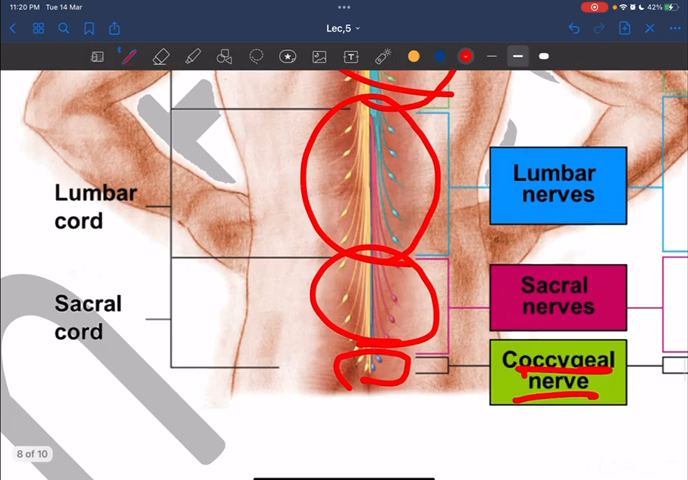 11:20 PM Tue 14 Mar
42%
Lec,5
T
Lumbar
cord
Lumbar
nerves
Sacral
cord
Sacral
nerves
Coccygeal
nerve
8 of 10